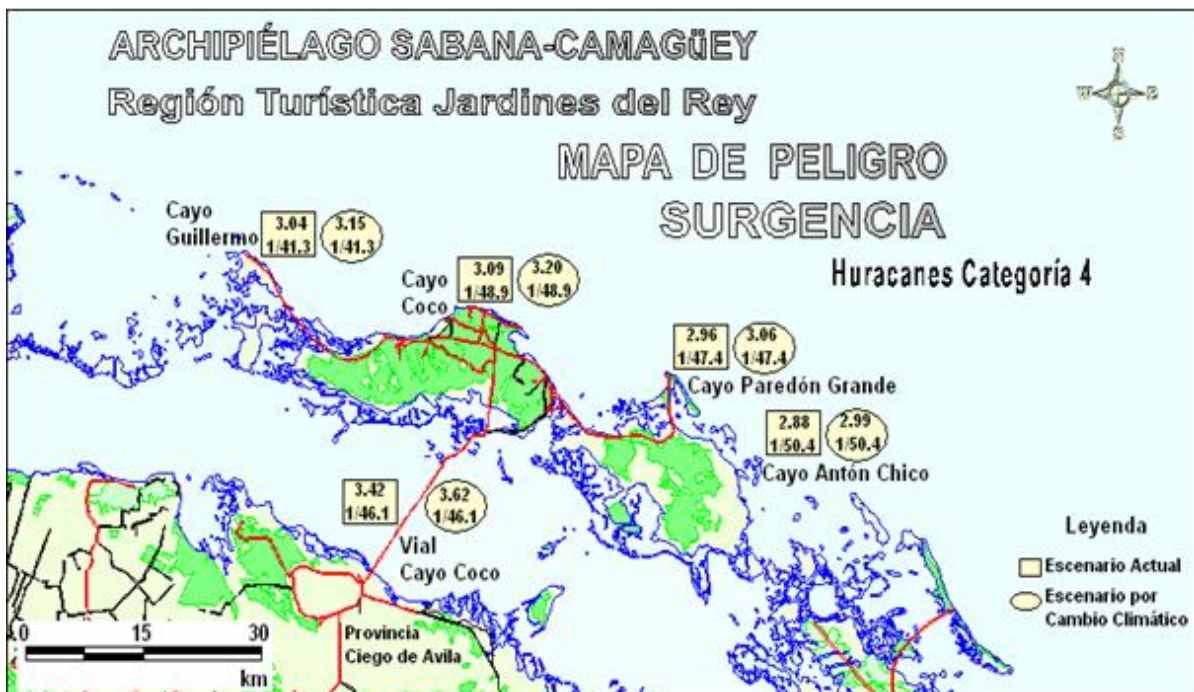 ARCHIPIÉLAGO SABANA-CAMAGüEY
Región Turística Jardines del Rey
MAPA DE PELIGRO
SURGENCIA
Huracanes Categoría 4
N
W E
S
Cayo
Guillermo
3.04
1/41.3
3.15
1/41.3
Cayo
Coco
3.09
1/48.9
3.20
1/48.9
2.96
1/47.4
3.06
1/47.4
Cayo Paredón Grande
2.88
1/50.4
2.99
1/50.4
Cayo Antón Chico
3.42
1/46.1
3.62
1/46.1
Vial
Cayo Coco
Leyenda
Escenario Actual
Escenario por
Cambio Climático
0 15 30
km
Provincia
Ciego de Avila